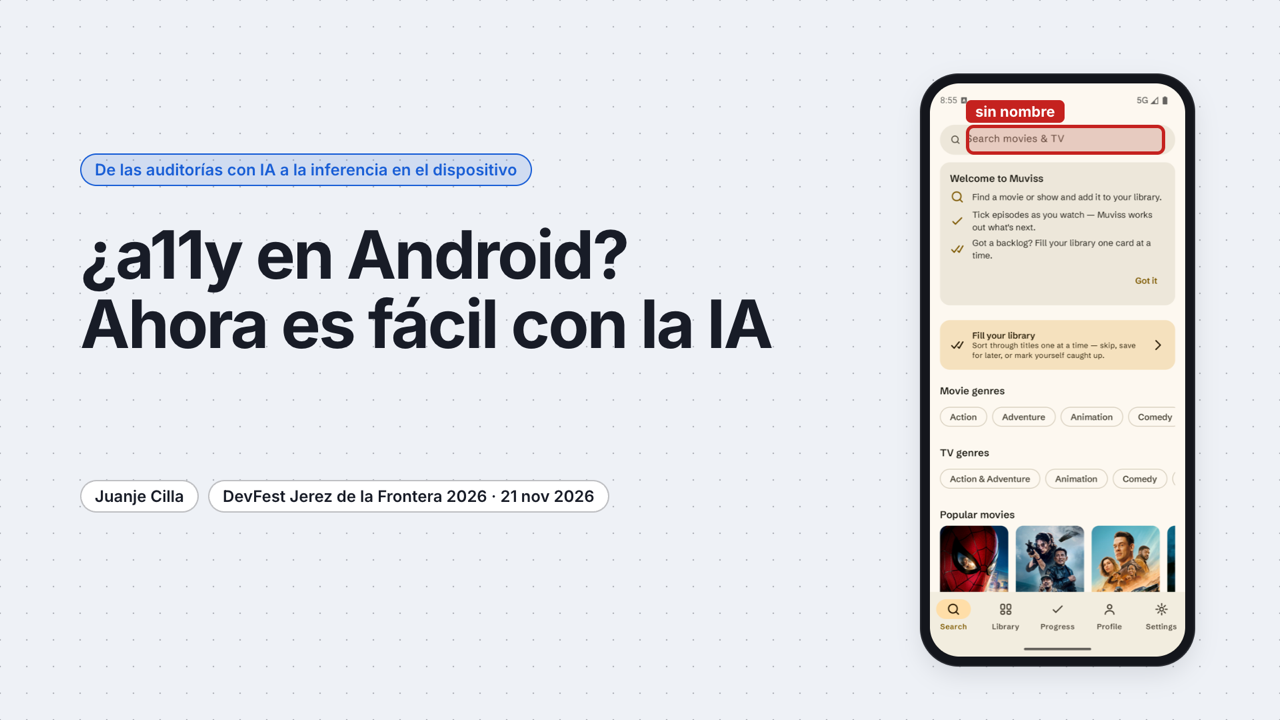 De las auditorías con IA a la inferencia en el dispositivo
¿a11y en Android?
Ahora es fácil con la IA
Juanje Cilla
DevFest Jerez de la Frontera 2026 · 21 nov 2026
8:55
5G
sin nombre
Search movies & TV
Welcome to Muviss
Find a movie or show and add it to your library.
Tick episodes as you watch — Muviss works
out what's next.
Got a backlog? Fill your library one card at a
time.
Got it
Fill your library
Sort through titles one at a time — skip, save
for later, or mark yourself caught up.
Movie genres
Action
Adventure
Animation
Comedy
TV genres
Action & Adventure
Animation
Comedy
Popular movies
Search
Library
Progress
Profile
Settings